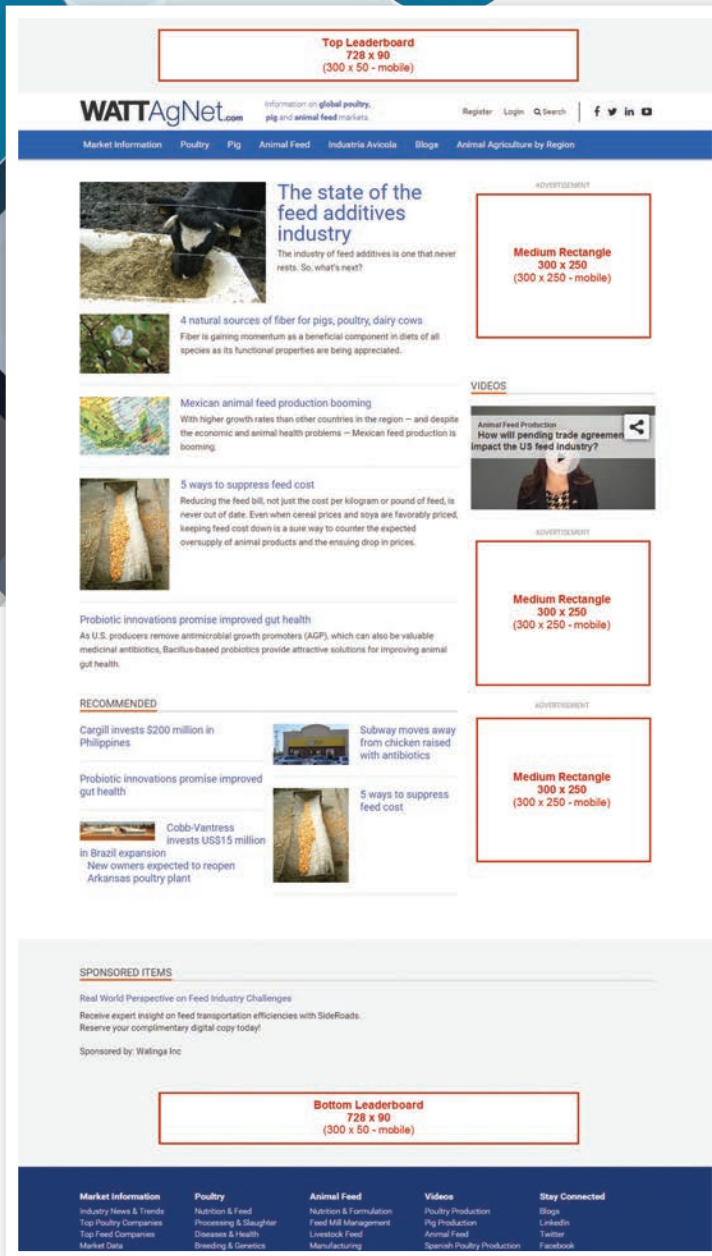 Top Leaderboard
728 x 90
(300 x 50 - mobile)
WATTAgNet.com
Information on global poultry,
pig and animal feed markets.
Register Login Search
Market Information Poultry Pig Animal Feed Industria Avicola Blogs Animal Agriculture by Region
The state of the
feed additives
industry
The industry of feed additives is one that never
rests. So, what's next?
4 natural sources of fiber for pigs, poultry, dairy cows
Fiber is gaining momentum as a beneficial component in diets of all
species as its functional properties are being appreciated.
Mexican animal feed production booming
With higher growth rates than other countries in the region — and despite
the economic and animal health problems — Mexican feed production is
booming.
5 ways to suppress feed cost
Reducing the feed bill, not just the cost per kilogram or pound of feed, is
never out of date. Even when cereal prices and soya are favorably priced,
keeping feed cost down is a sure way to counter the expected
oversupply of animal products and the ensuing drop in prices.
Probiotic innovations promise improved gut health
As U.S. producers remove antimicrobial growth promoters (AGP), which can also be valuable
medicinal antibiotics, Bacillus-based probiotics provide attractive solutions for improving animal
gut health.
ADVERTISEMENT
Medium Rectangle
300 x 250
(300 x 250 - mobile)
VIDEOS
Animal Feed Production
How will pending trade agreemen
impact the US feed industry?
ADVERTISEMENT
Medium Rectangle
300 x 250
(300 x 250 - mobile)
RECOMMENDED
Cargill invests $200 million in
Philippines
Probiotic innovations promise improved
gut health
Cobb-Vantress
invests US$15 million
in Brazil expansion
New owners expected to reopen
Arkansas poultry plant
Subway moves away
from chicken raised
with antibiotics
5 ways to suppress
feed cost
ADVERTISEMENT
Medium Rectangle
300 x 250
(300 x 250 - mobile)
SPONSORED ITEMS
Real World Perspective on Feed Industry Challenges
Receive expert insight on feed transportation efficiencies with SideRoads.
Reserve your complimentary digital copy today!
Sponsored by: Walinga Inc
Bottom Leaderboard
728 x 90
(300 x 50 - mobile)
Market Information
Industry News & Trends
Top Poultry Companies
Top Feed Companies
Market Data
Poultry
Nutrition & Feed
Processing & Slaughter
Diseases & Health
Breeding & Genetics
Animal Feed
Nutrition & Formulation
Feed Mill Management
Livestock Feed
Manufacturing
Videos
Poultry Production
Pig Production
Animal Feed
Spanish Poultry Production
Stay Connected
Blogs
LinkedIn
Twitter
Facebook